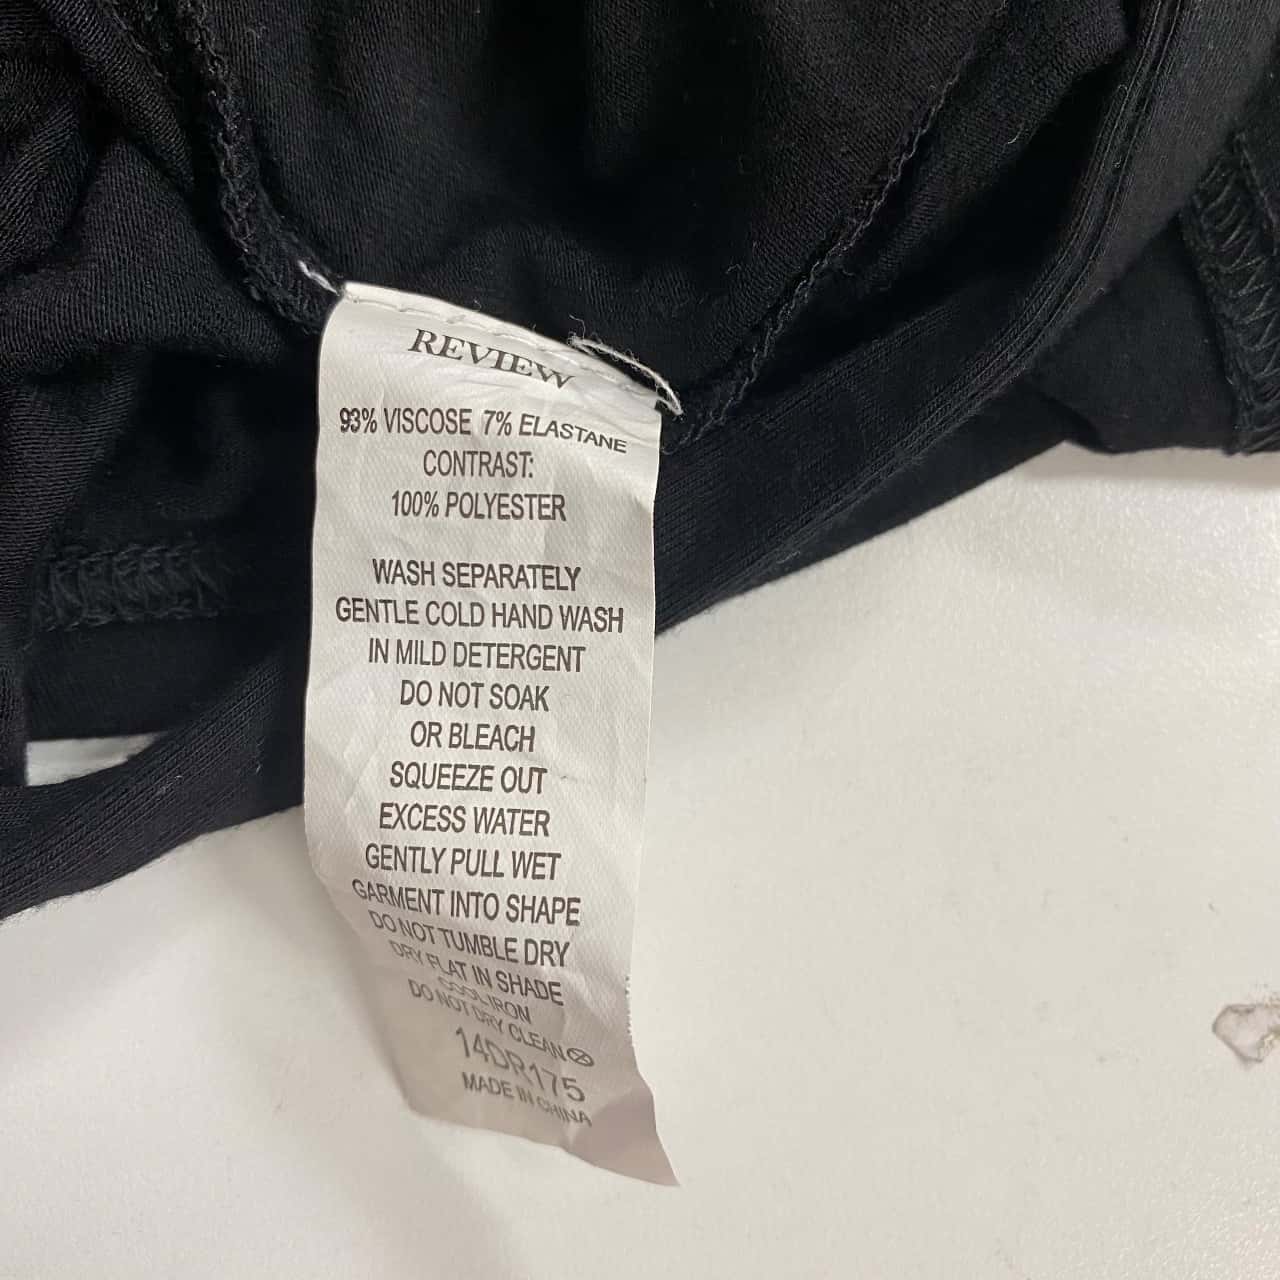 REVIEW
93% VISCOSE 7% ELASTANE
CONTRAST:
100% POLYESTER
WASH SEPARATELY
GENTLE COLD HAND WASH
IN MILD DETERGENT
DO NOT SOAK
OR BLEACH
SQUEEZE OUT
EXCESS WATER
GENTLY PULL WET
GARMENT INTO SHAPE
DO NOT TUMBLE DRY
DRY FLAT IN SHADE
COOL IRON
DO NOT DRY CLEAN
14DR175
MADE IN CHINA